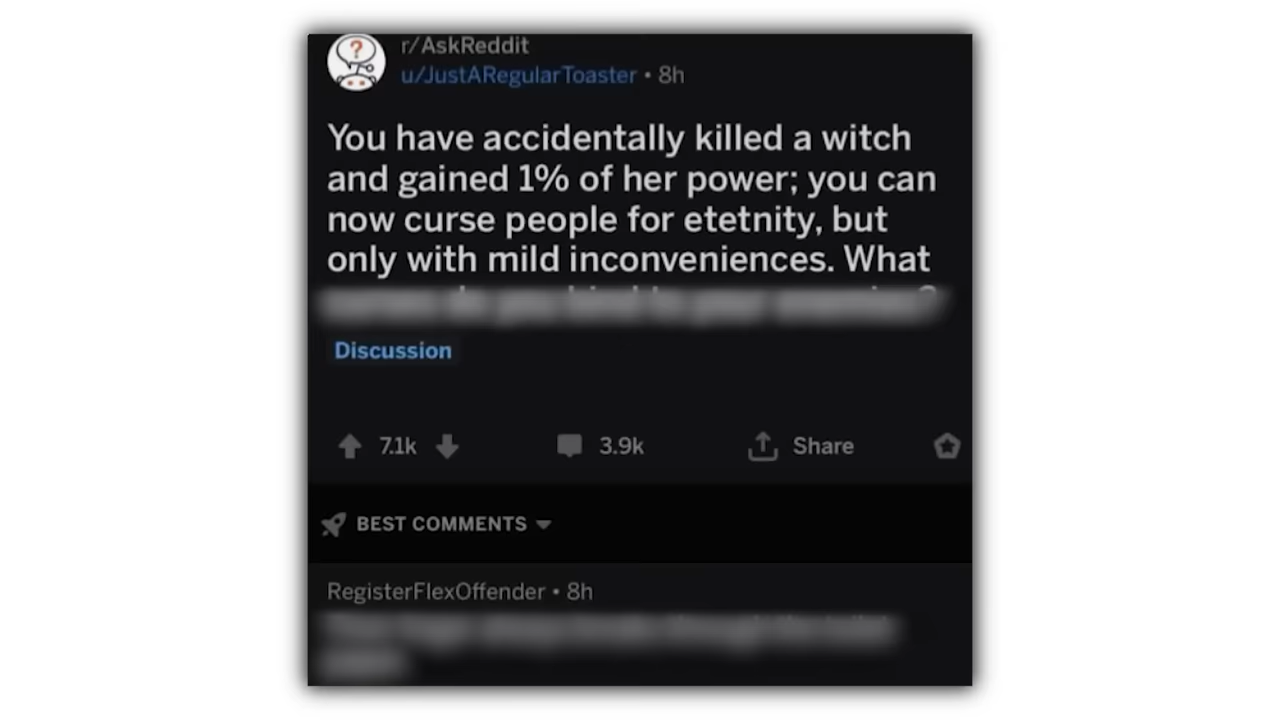 r/AskReddit
u/JustARegularToaster • 8h
You have accidentally killed a witch
and gained 1% of her power; you can
now curse people for etetnity, but
only with mild inconveniences. What
Discussion
7.1k
3.9k
Share
BEST COMMENTS
RegisterFlexOffender • 8h